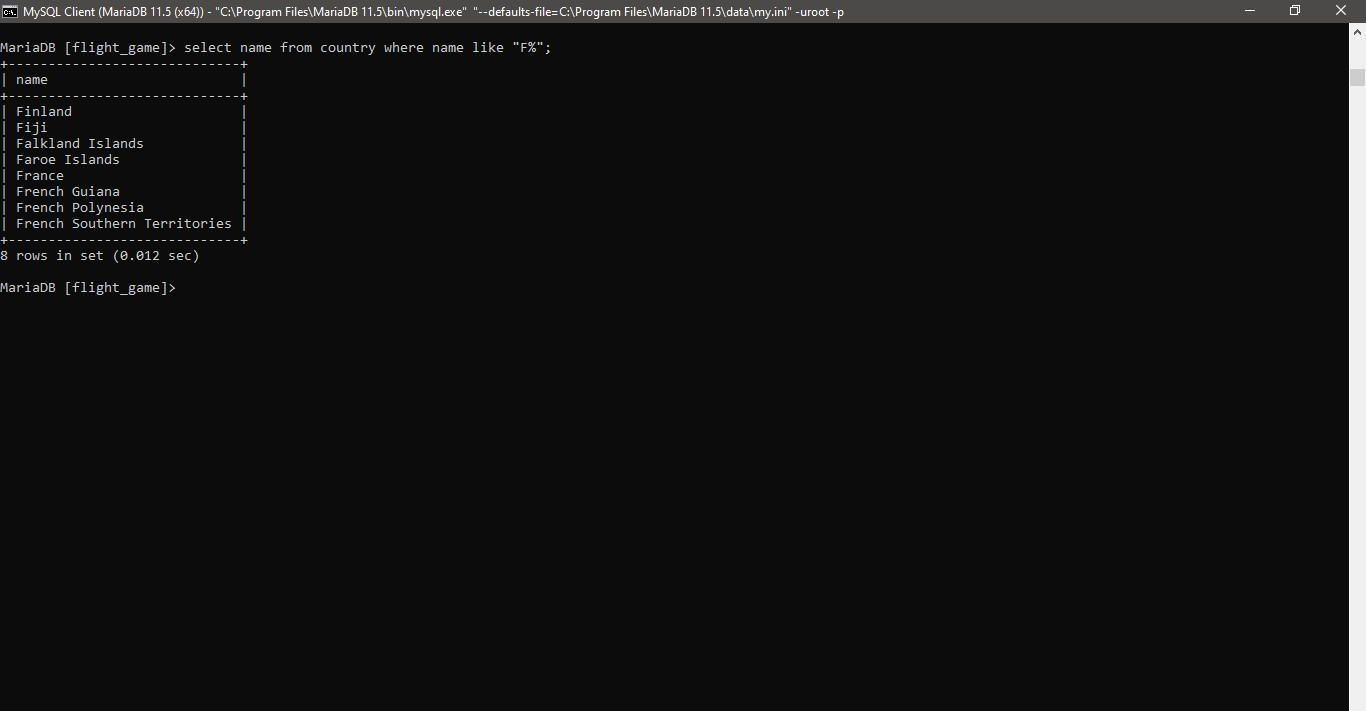 MySQL Client (MariaDB 11.5 (x64)) - "C:\Program Files\MariaDB 11.5\bin\mysql.exe" "--defaults-file=C:\Program Files\MariaDB 11.5\data\my.ini" -uroot -p
MariaDB [flight_game]> select name from country where name like "F%";
+-----------------------------+
| name                        |
+-----------------------------+
| Finland                     |
| Fiji                        |
| Falkland Islands            |
| Faroe Islands               |
| France                      |
| French Guiana               |
| French Polynesia            |
| French Southern Territories |
+-----------------------------+
8 rows in set (0.012 sec)
MariaDB [flight_game]>